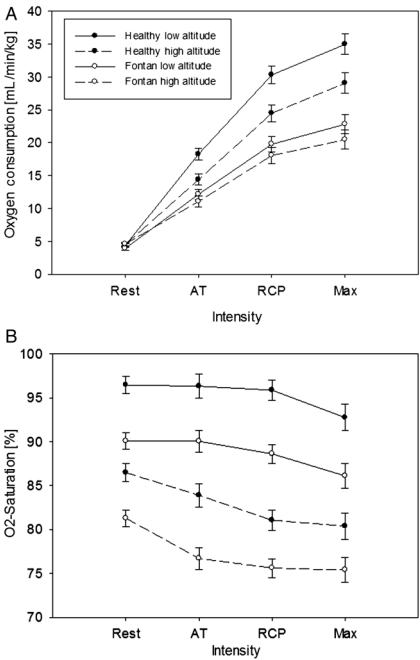 A
Oxygen consumption [mL /min/kg]
40
35
30
25
20
15
10
5
0
Healthy low altitude
Healthy high altitude
Fontan low altitude
Fontan high altitude
Rest AT RCP Max
Intensity
B
O2-Saturation [%]
100
95
90
85
80
75
70
Rest AT RCP Max
Intensity